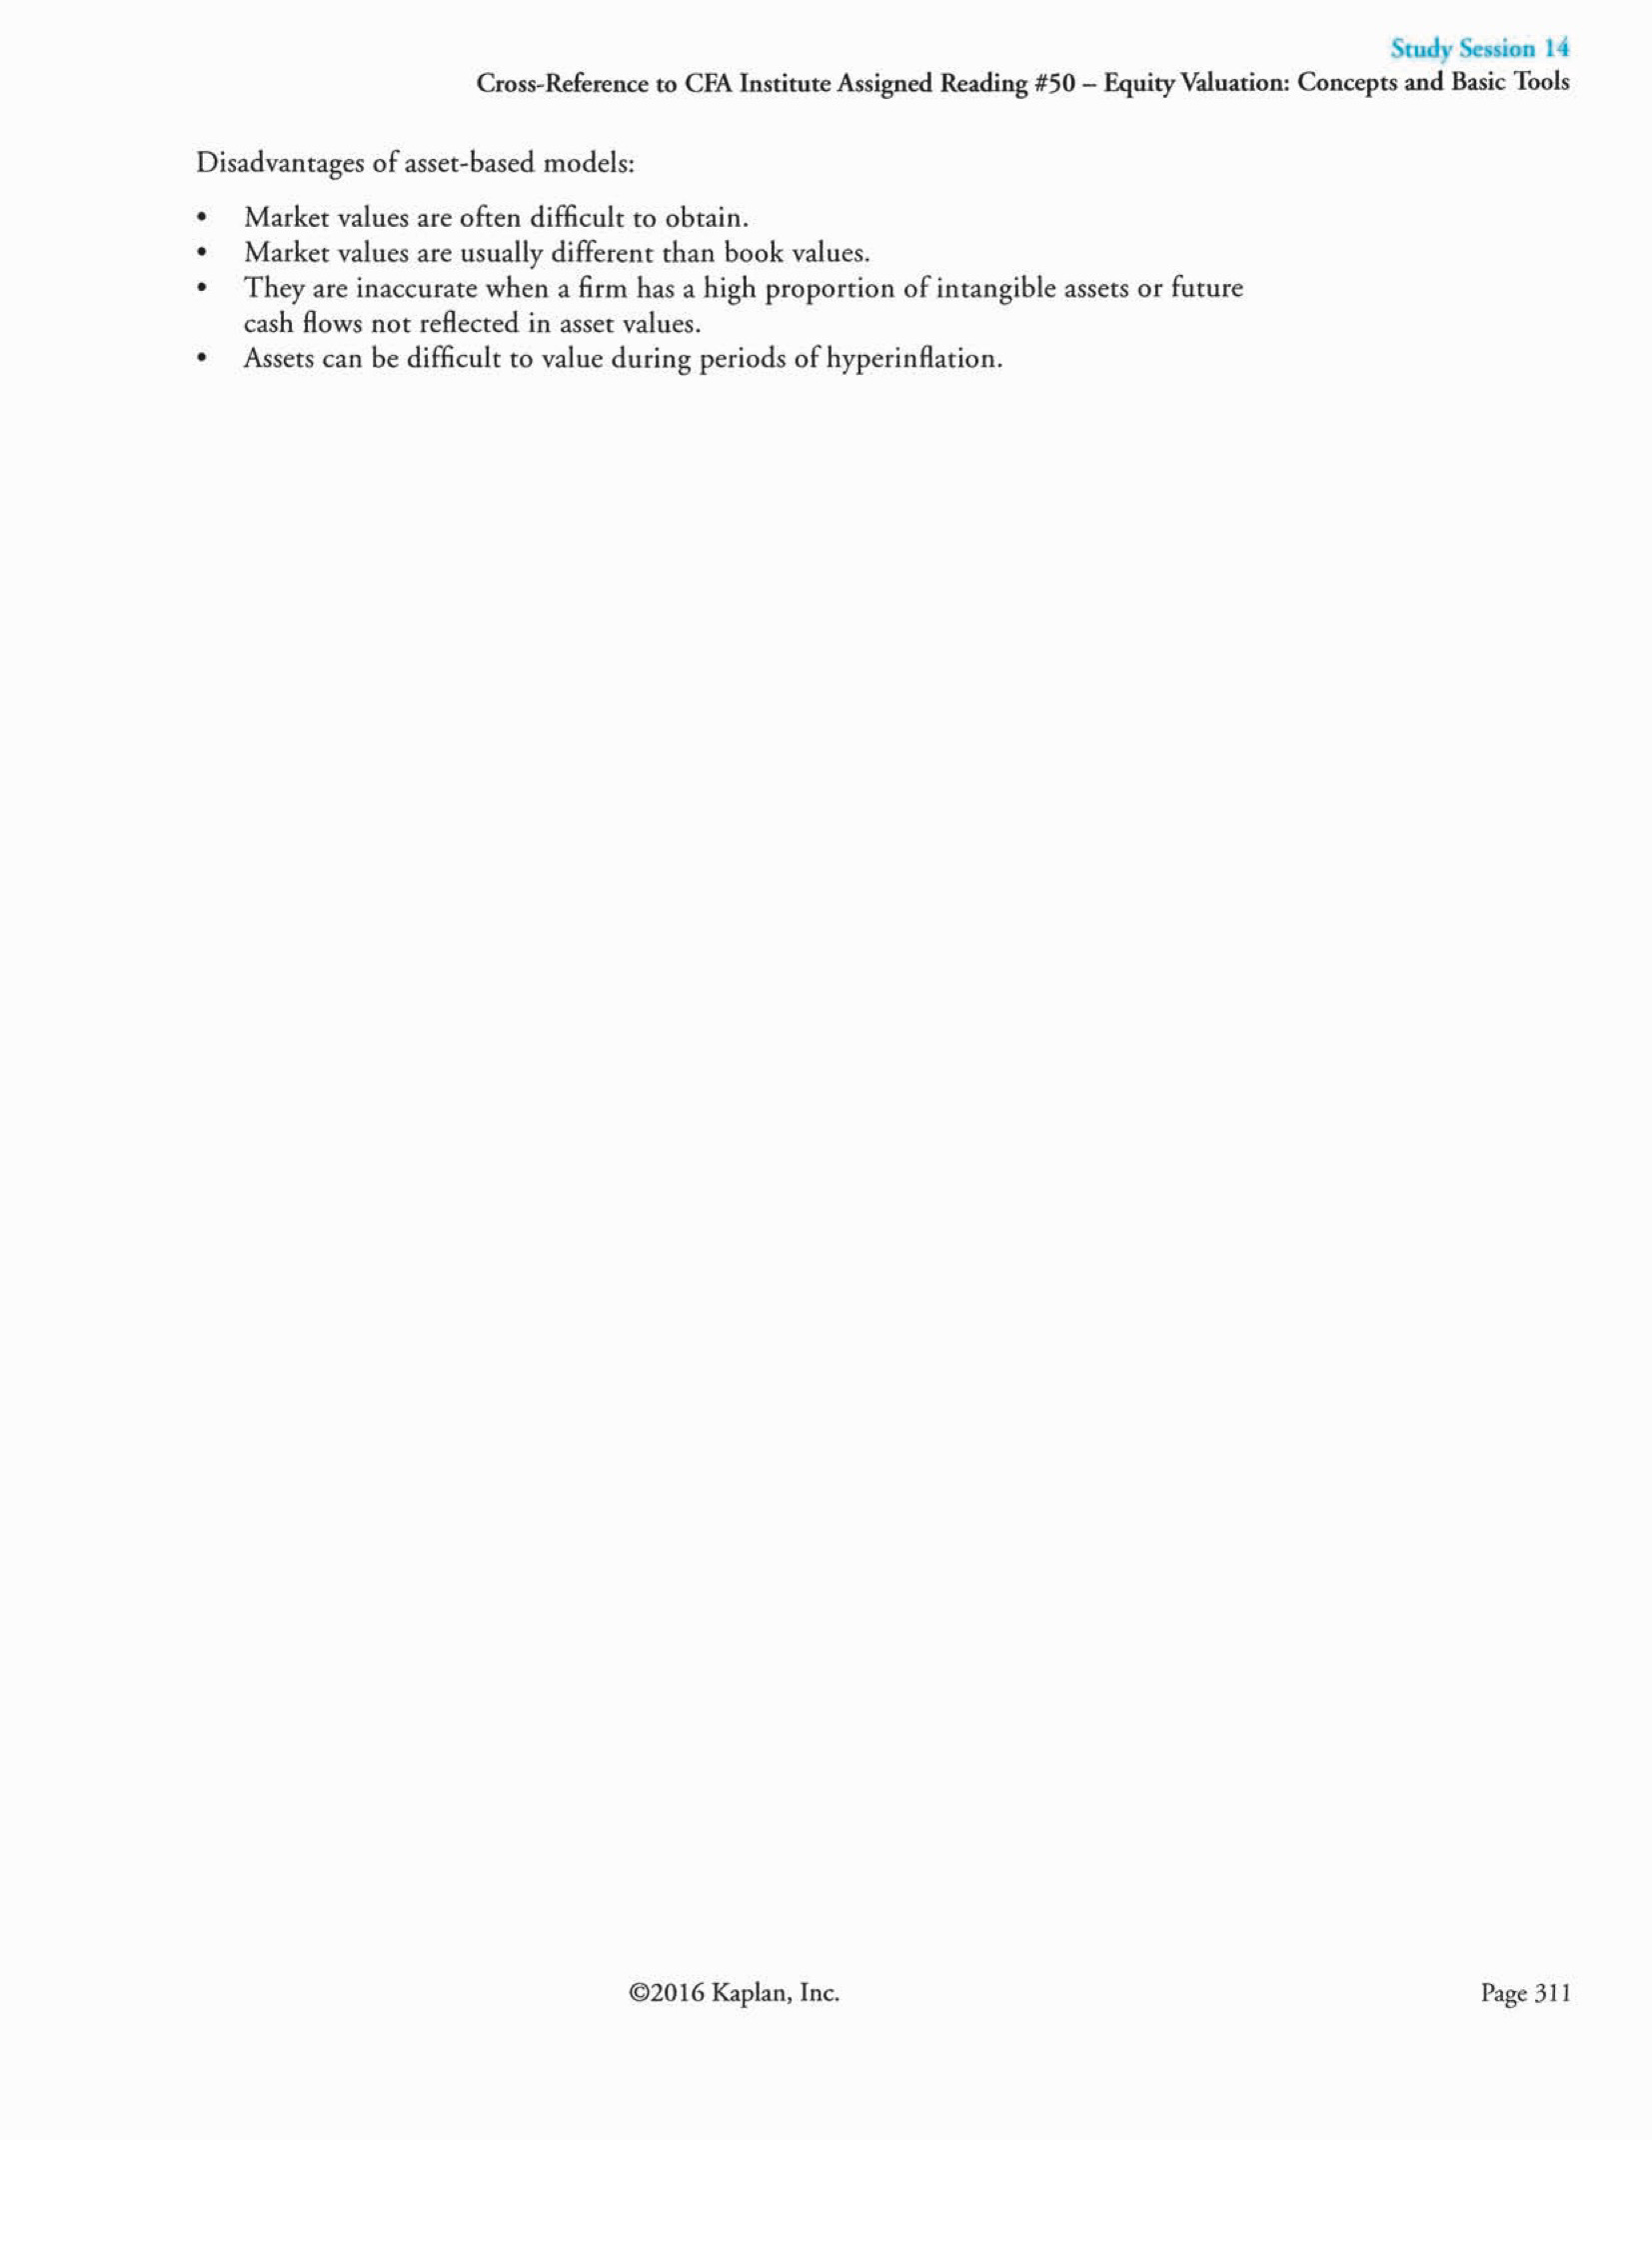 Study Session 14
Cross-Reference to CFA Institute Assigned Reading #50 – Equity Valuation: Concepts and Basic Tools
Disadvantages of asset-based models:
• Market values are often difficult to obtain.
• Market values are usually different than book values.
• They are inaccurate when a firm has a high proportion of intangible assets or future
cash flows not reflected in asset values.
• Assets can be difficult to value during periods of hyperinflation.
©2016 Kaplan, Inc.
Page 311